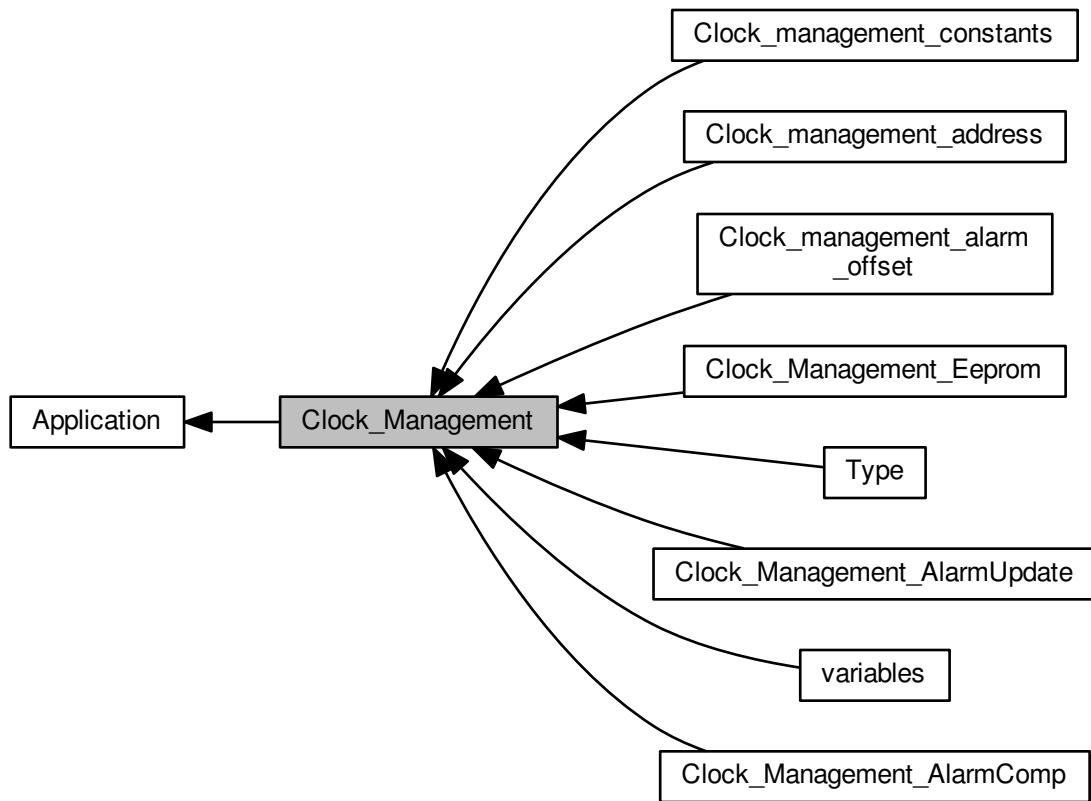 Clock_management_constants
Clock_management_address
Clock_management_alarm
_offset
Clock_Management_Eeprom
Application
Clock_Management
Type
Clock_Management_AlarmUpdate
variables
Clock_Management_AlarmComp